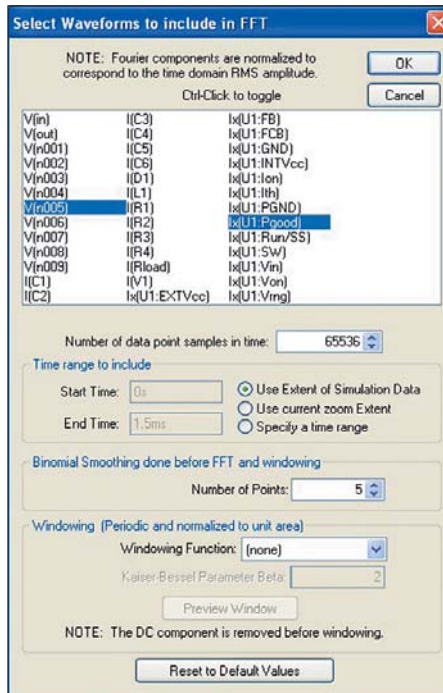 Select Waveforms to include in FFT
NOTE: Fourier components are normalized to
correspond to the time domain RMS amplitude.
OK
Ctrl-Click to toggle
Cancel
V(in) I(C3) Ix(U1:FB)
V(out) I(C4) Ix(U1:FCB)
V(n001) I(C5) Ix(U1:GND)
V(n002) I(C6) Ix(U1:INTVcc)
V(n003) I(D1) Ix(U1:Ion)
V(n004) I(L1) Ix(U1:Ith)
V(n005) I(R1) Ix(U1:PGND)
V(n006) I(R2) Ix(U1:Pgood)
V(n007) I(R3) Ix(U1:Run/SS)
V(n008) I(R4) Ix(U1:SW)
V(n009) I(Rload) Ix(U1:Vin)
I(C1) I(V1) Ix(U1:Von)
I(C2) Ix(U1:EXTVcc) Ix(U1:Vrng)
Number of data point samples in time: 65536
Time range to include
Start Time: 0s
End Time: 1.5ms
Use Extent of Simulation Data
Use current zoom Extent
Specify a time range
Binomial Smoothing done before FFT and windowing
Number of Points: 5
Windowing (Periodic and normalized to unit area)
Windowing Function: (none)
Kaiser-Bessel Parameter Beta: 2
Preview Window
NOTE: The DC component is removed before windowing.
Reset to Default Values